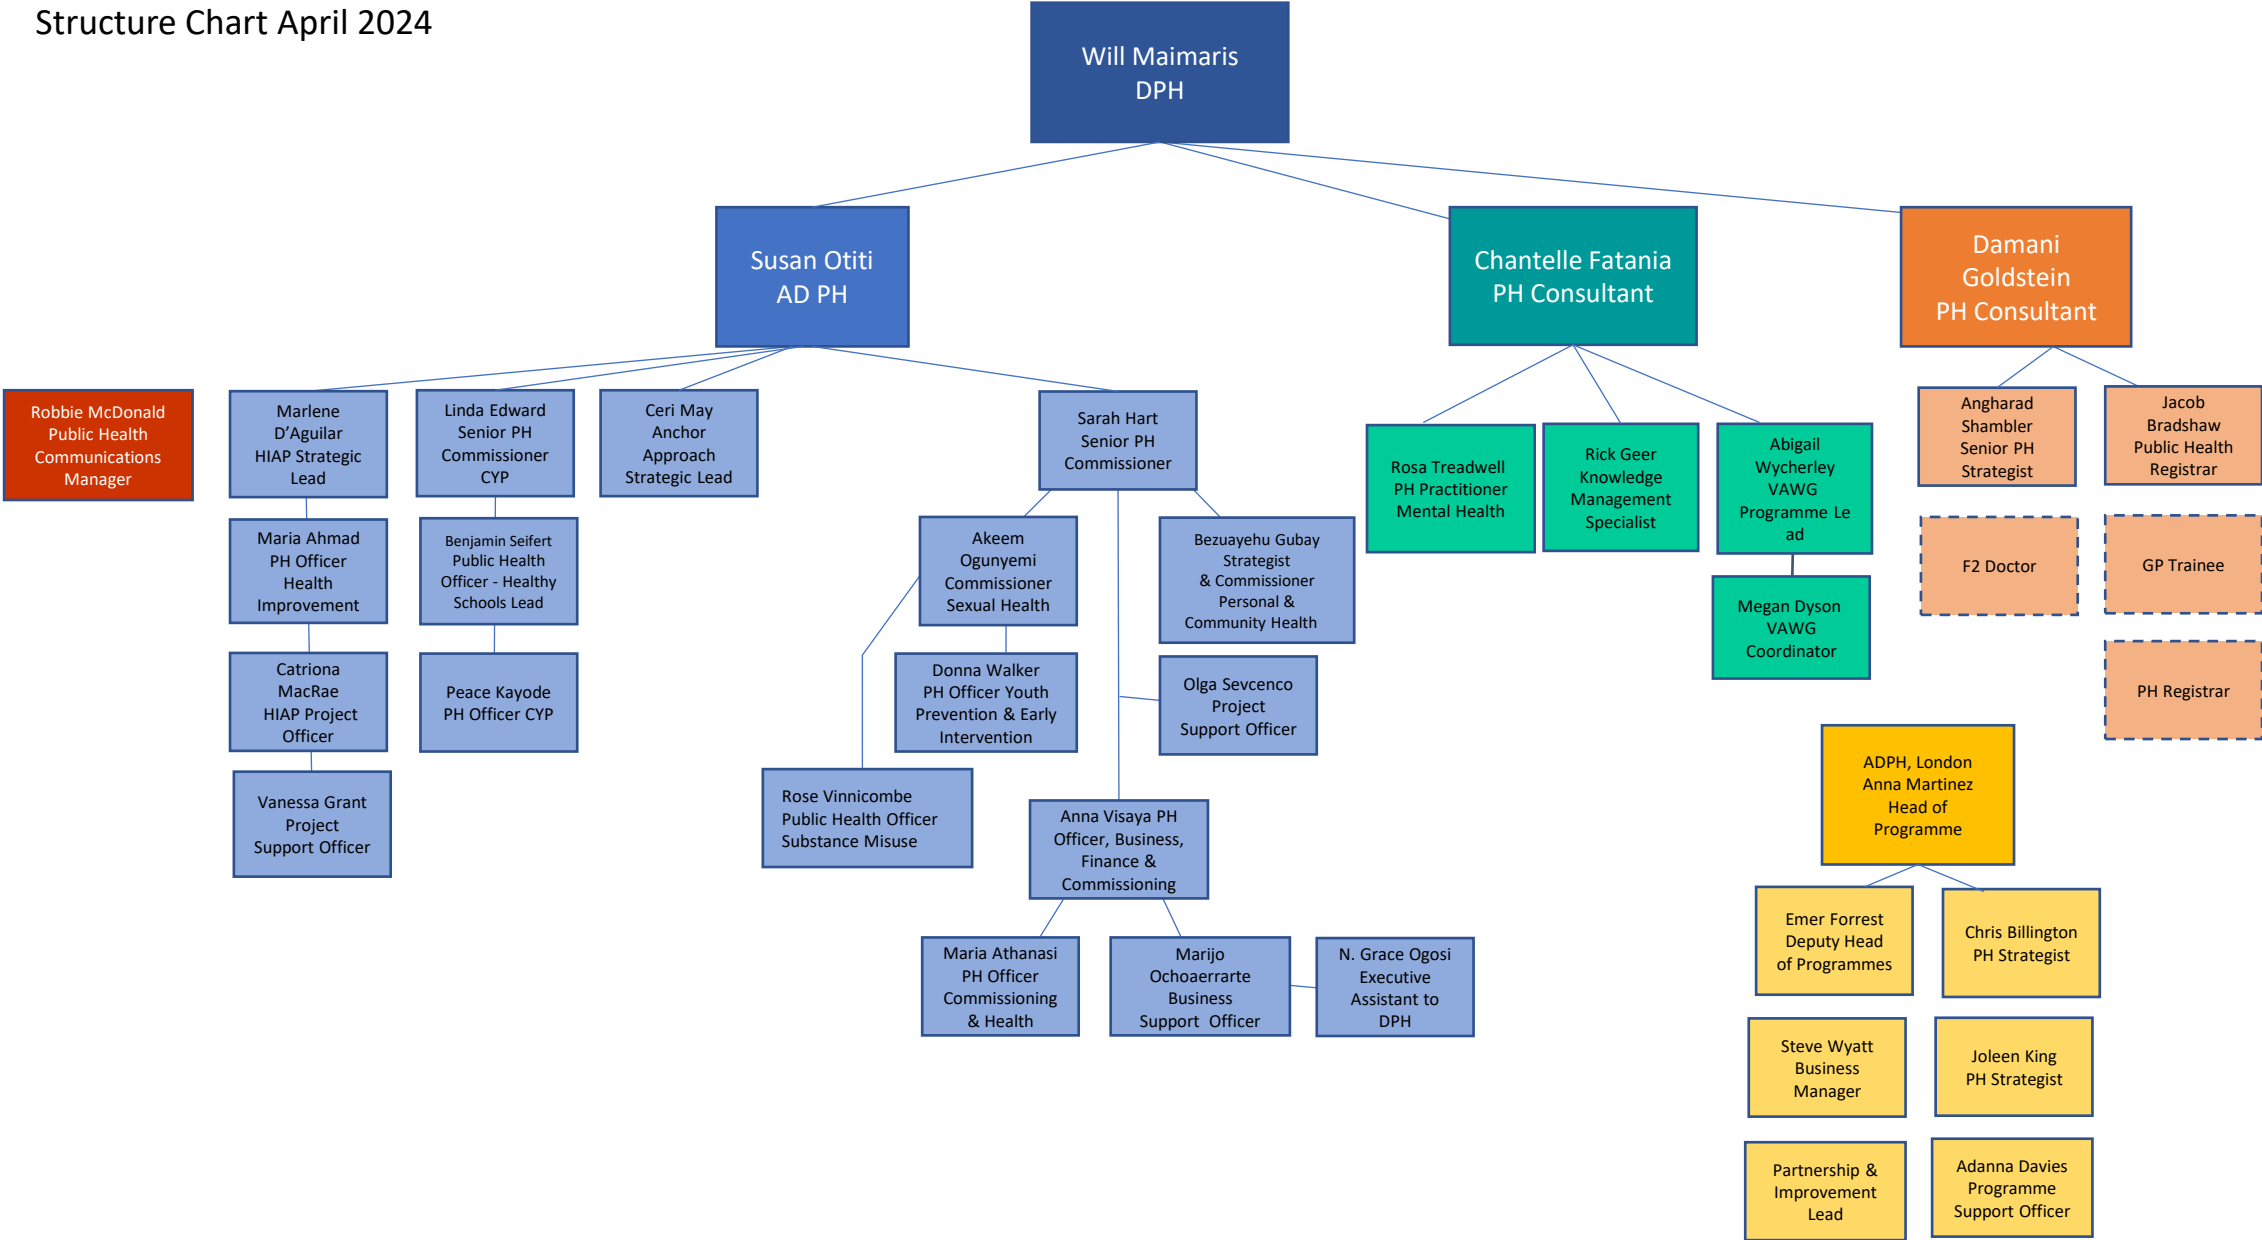 Structure Chart April 2024
Will Maimaris
DPH
Susan Otiti
AD PH
Chantelle Fatania
PH Consultant
Damani
Goldstein
PH Consultant
Robbie McDonald
Public Health
Communications
Manager
Marlene
D’Aguilar
HIAP Strategic
Lead
Linda Edward
Senior PH
Commissioner
CYP
Ceri May
Anchor
Approach
Strategic Lead
Sarah Hart
Senior PH
Commissioner
Rosa Treadwell
PH Practitioner
Mental Health
Rick Geer
Knowledge
Management
Specialist
Abigail
Wycherley
VAWG
Programme Le
ad
Angharad
Shambler
Senior PH
Strategist
Jacob
Bradshaw
Public Health
Registrar
Maria Ahmad
PH Officer
Health
Improvement
Benjamin Seifert
Public Health
Officer - Healthy
Schools Lead
Akeem
Ogunyemi
Commissioner
Sexual Health
Bezuayehu Gubay
Strategist
& Commissioner
Personal &
Community Health
Megan Dyson
VAWG
Coordinator
F2 Doctor
GP Trainee
Catriona
MacRae
HIAP Project
Officer
Peace Kayode
PH Officer CYP
Donna Walker
PH Officer Youth
Prevention & Early
Intervention
Olga Sevcenco
Project
Support Officer
PH Registrar
Vanessa Grant
Project
Support Officer
Rose Vinnicombe
Public Health Officer
Substance Misuse
Anna Visaya PH
Officer, Business,
Finance &
Commissioning
ADPH, London
Anna Martinez
Head of
Programme
Maria Athanasi
PH Officer
Commissioning
& Health
Marijo
Ochoaerrarte
Business
Support  Officer
N. Grace Ogosi
Executive
Assistant to
DPH
Emer Forrest
Deputy Head
of Programmes
Chris Billington
PH Strategist
Steve Wyatt
Business
Manager
Joleen King
PH Strategist
Partnership &
Improvement
Lead
Adanna Davies
Programme
Support Officer